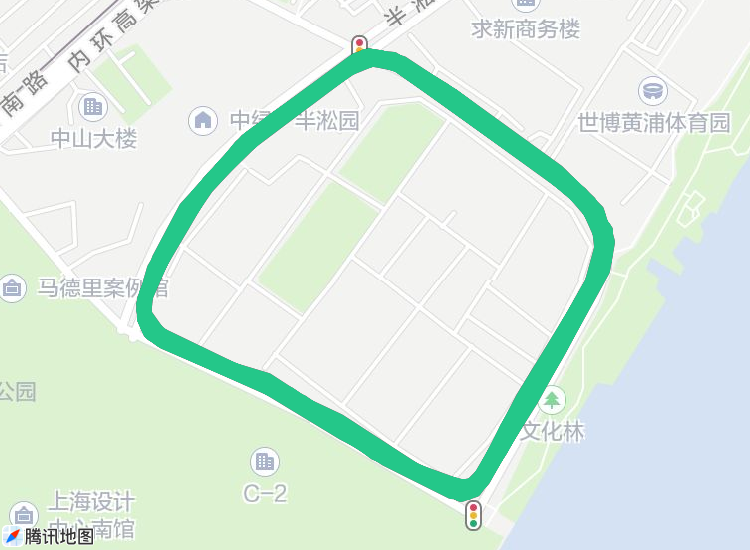 半淞
求新商务楼
内环高架
南路
中山大楼
世博黄浦体育园
半淞园
马德里案例馆
公园
文化林
C-2
上海设计
中心南馆
腾讯地图